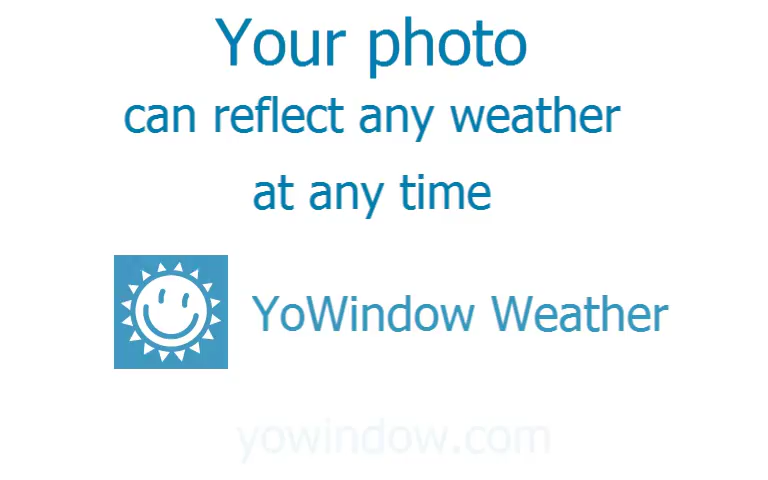 Your photo
can reflect any weather
at any time
YoWindow Weather
yowindow.com